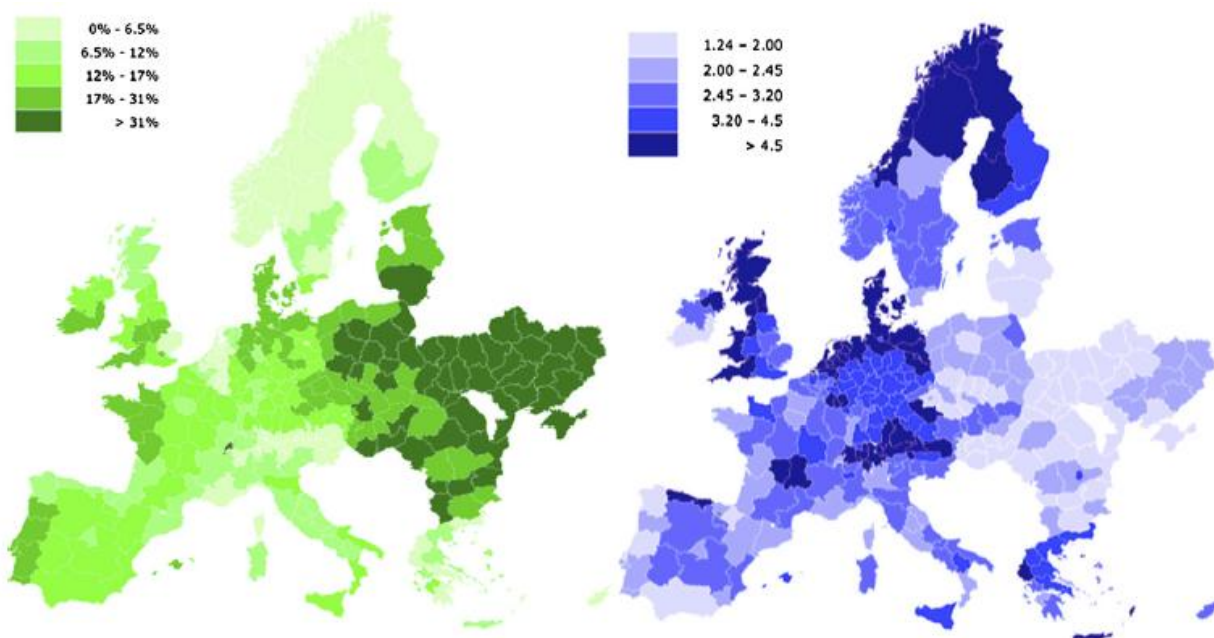 0% - 6.5%
6.5% - 12%
12% - 17%
17% - 31%
> 31%
1.24 – 2.00
2.00 – 2.45
2.45 – 3.20
3.20 – 4.5
> 4.5